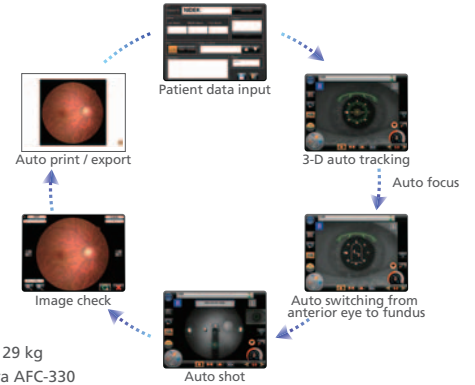 NIDEK
Patient data input
Auto print / export
3-D auto tracking
Auto focus
Image check
Auto switching from
anterior eye to fundus
Auto shot
29 kg
ra AFC-330